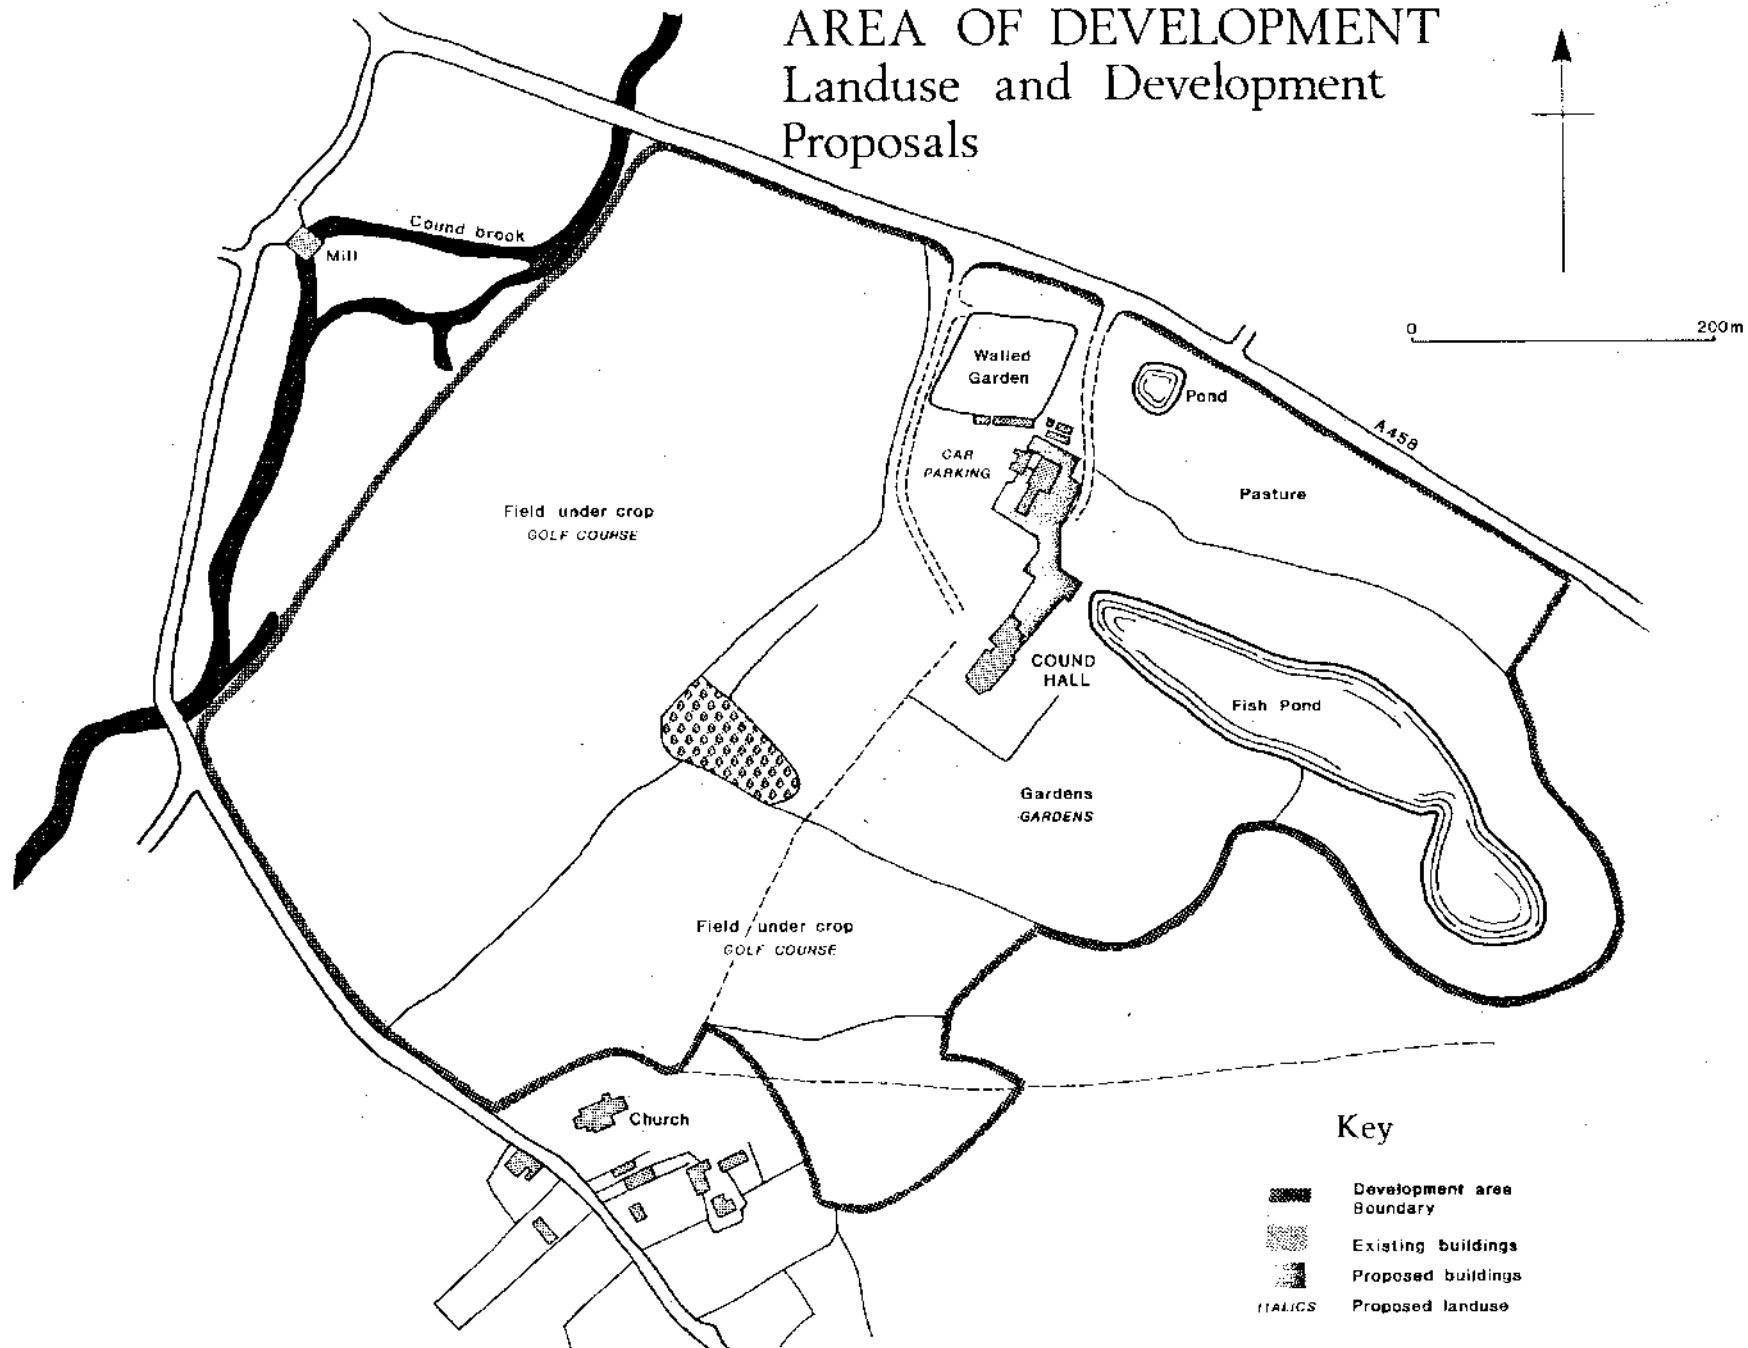 AREA OF DEVELOPMENT
Landuse and Development
Proposals
Cound brook
Mill
0 200m
Walled
Garden
Pond
A458
CAR
PARKING
Pasture
Field under crop
GOLF COURSE
COUND
HALL
Fish Pond
Gardens
GARDENS
Field under crop
GOLF COURSE
Church
Key
Development area
Boundary
Existing buildings
Proposed buildings
ITALICS Proposed landuse